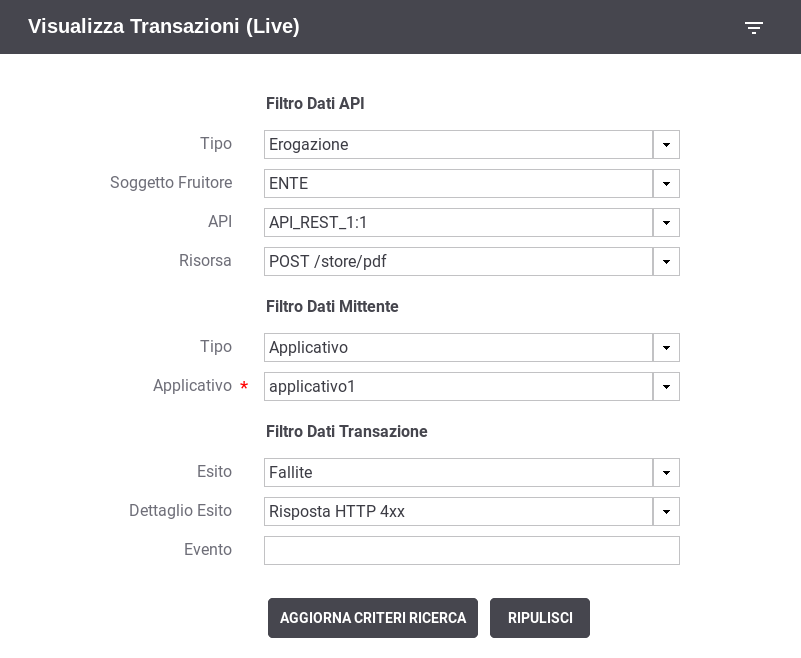 Visualizza Transazioni (Live)
Filtro Dati API
Tipo Erogazione
Soggetto Fruitore ENTE
API API_REST_1:1
Risorsa POST /store/pdf
Filtro Dati Mittente
Tipo Applicativo
Applicativo * applicativo1
Filtro Dati Transazione
Esito Fallite
Dettaglio Esito Risposta HTTP 4xx
Evento
AGGIORNA CRITERI RICERCA RIPULISCI